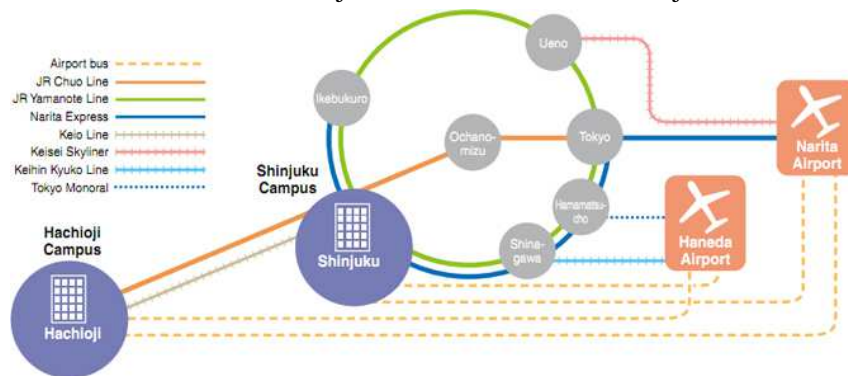 Airport bus
JR Chuo Line
JR Yamanote Line
Narita Express
Keio Line
Keisei Skyliner
Keihin Kyuko Line
Tokyo Monoral
Ueno
Ikebukuro
Ochano-
mizu
Tokyo
Narita
Airport
Shinjuku
Campus
Hamamatsu-
cho
Hachioji
Campus
Shinjuku
Shina-
gawa
Haneda
Airport
Hachioji